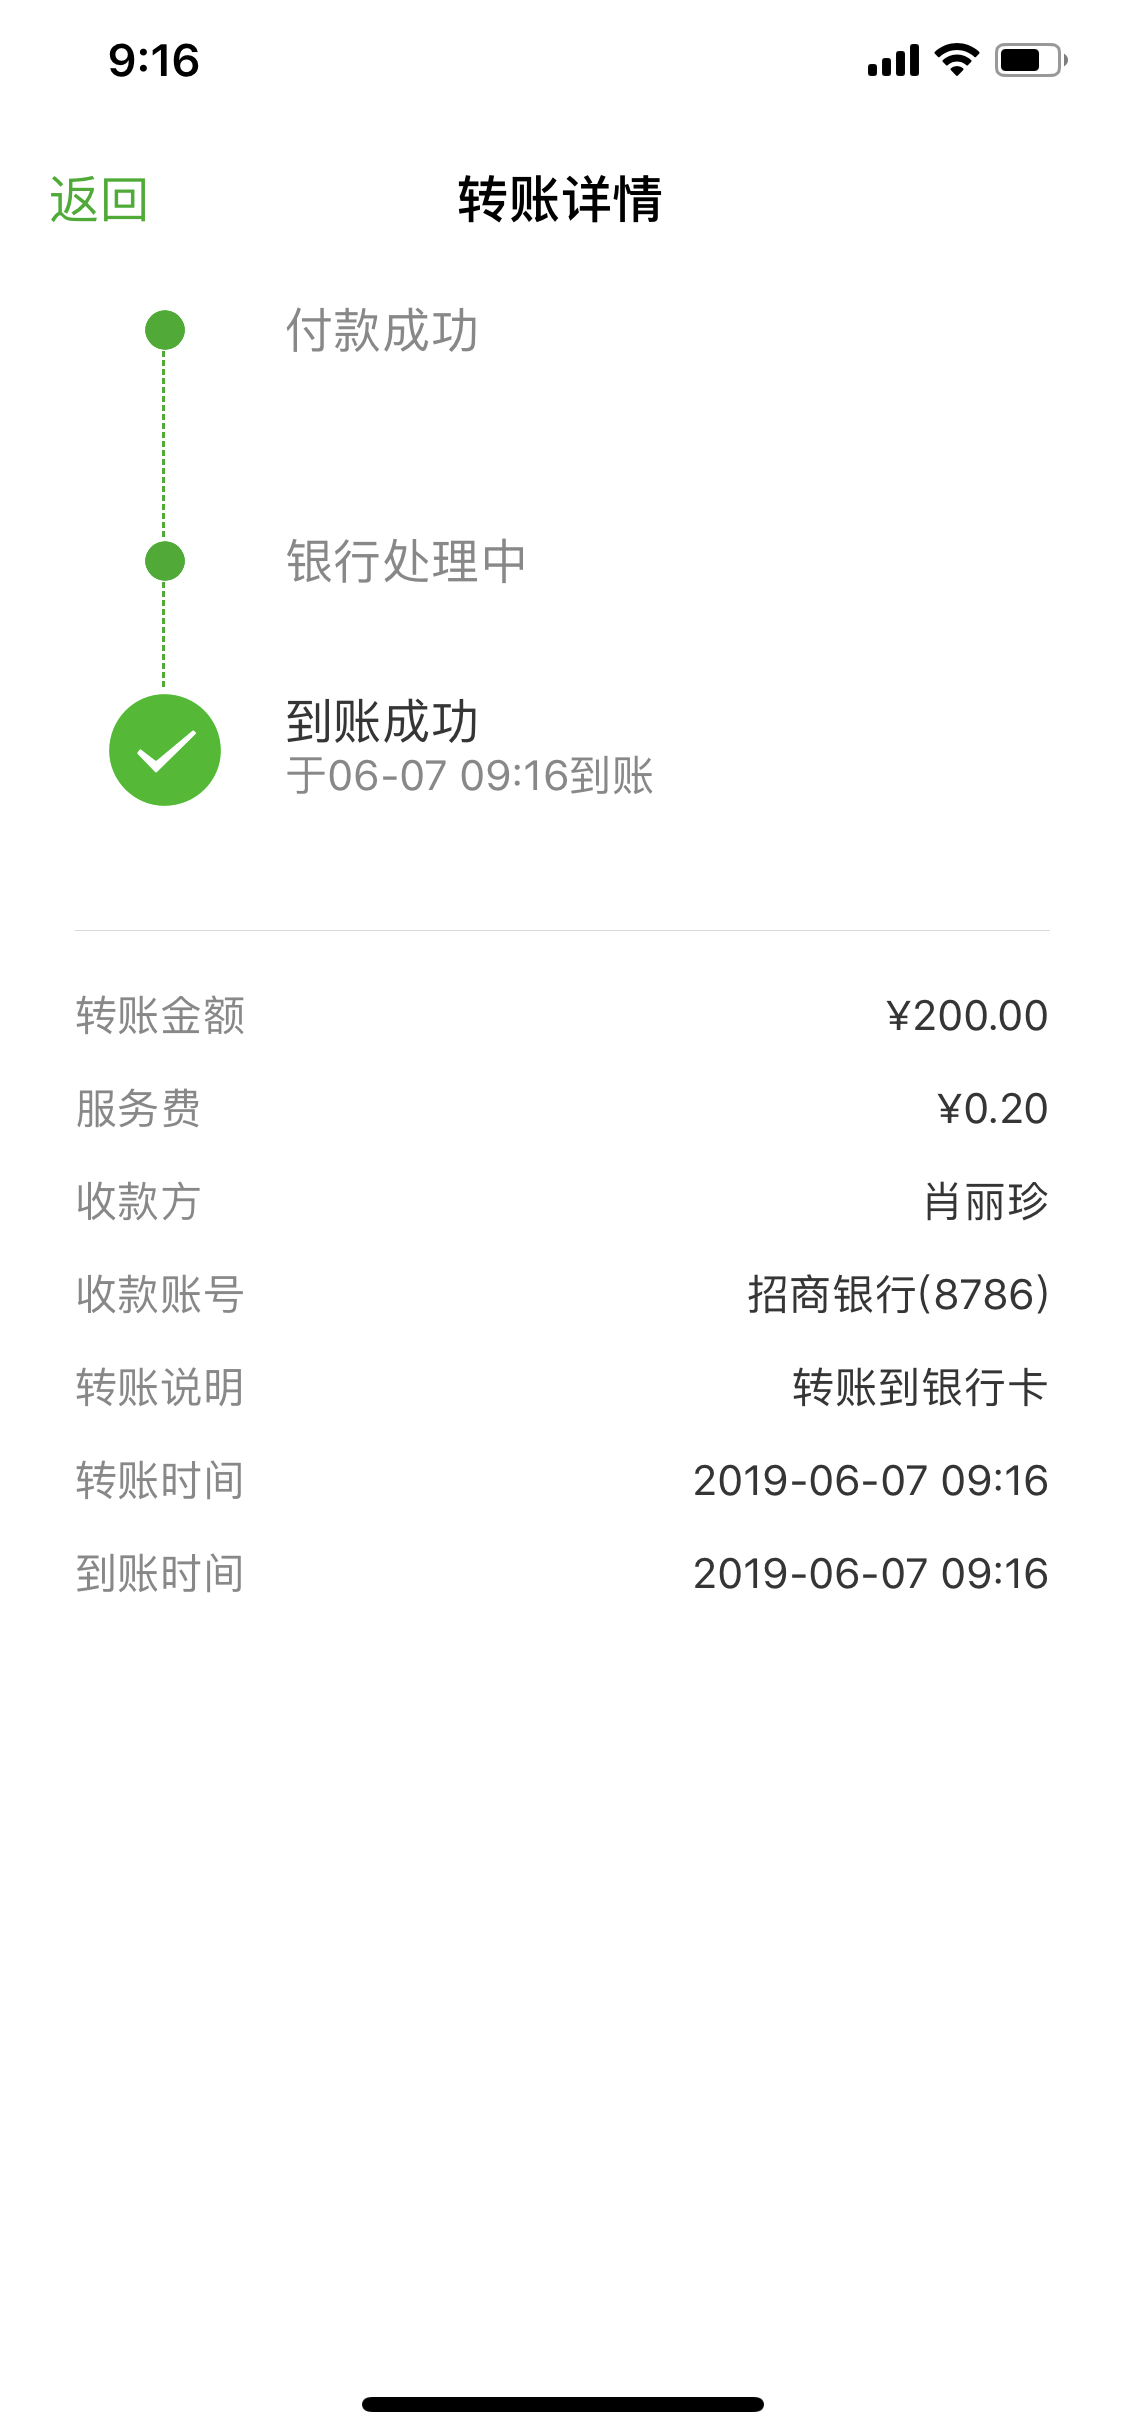 9:16
返回 转账详情
付款成功
银行处理中
到账成功
于06-07 09:16到账
转账金额 ¥200.00
服务费 ¥0.20
收款方 肖丽珍
收款账号 招商银行(8786)
转账说明 转账到银行卡
转账时间 2019-06-07 09:16
到账时间 2019-06-07 09:16